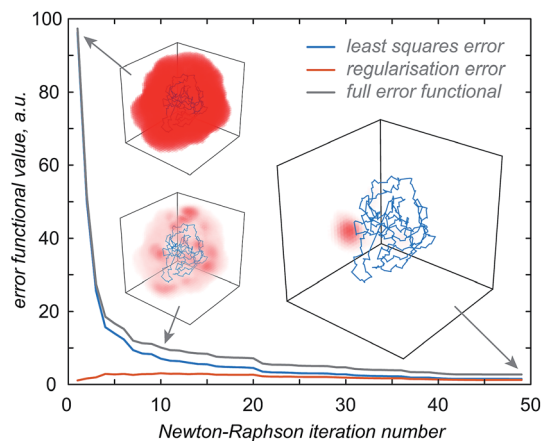 100
80
60
40
20
0
error functional value, a.u.
least squares error
regularisation error
full error functional
0 10 20 30 40 50
Newton-Raphson iteration number